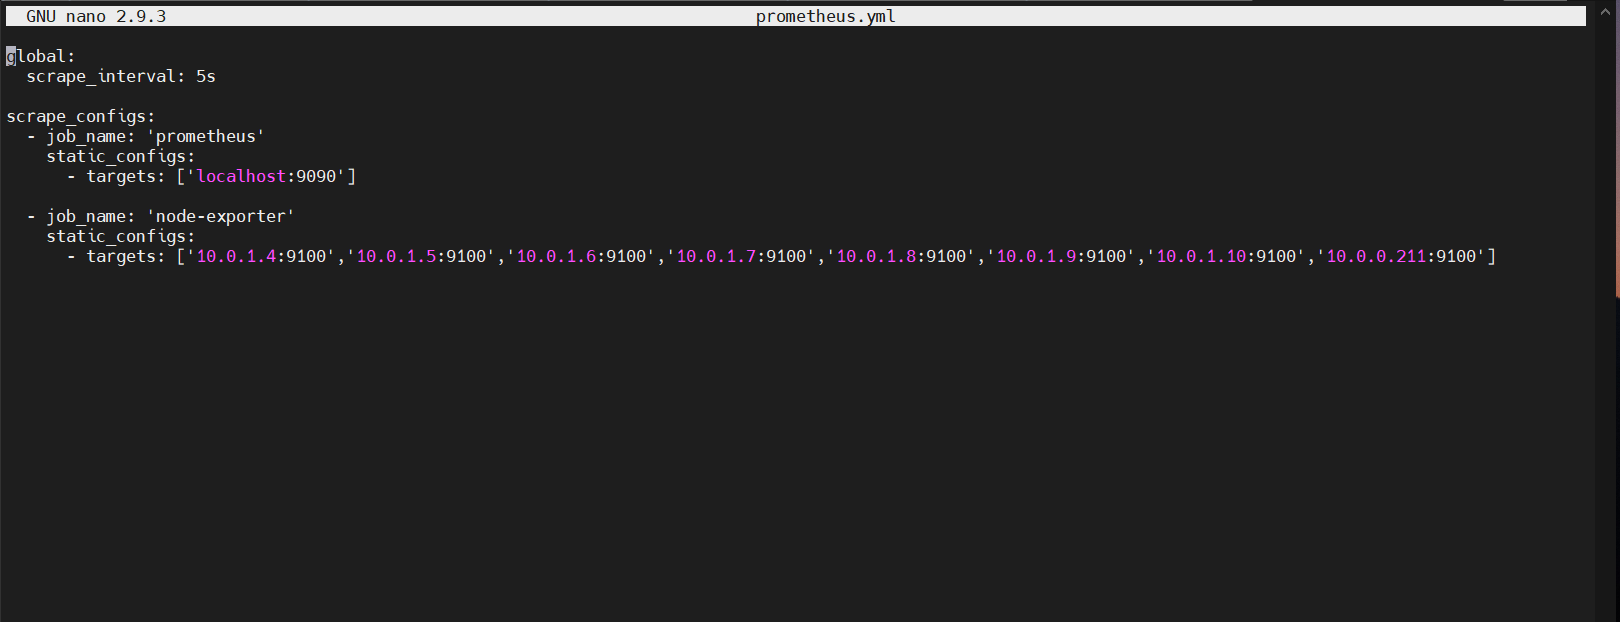 GNU nano 2.9.3 prometheus.yml
global:
  scrape_interval: 5s
scrape_configs:
  - job_name: 'prometheus'
    static_configs:
      - targets: ['localhost:9090']
  - job_name: 'node-exporter'
    static_configs:
      - targets: ['10.0.1.4:9100','10.0.1.5:9100','10.0.1.6:9100','10.0.1.7:9100','10.0.1.8:9100','10.0.1.9:9100','10.0.1.10:9100','10.0.0.211:9100']